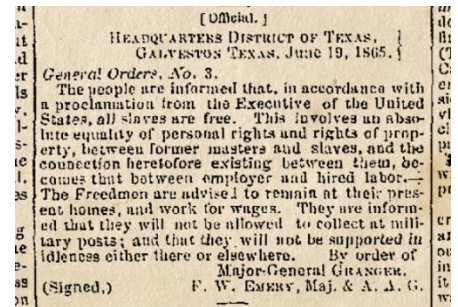 [Official.]
HEADQUARTERS DISTRICT OF TEXAS,
GALVESTON TEXAS, June 19, 1865.
General Orders, No. 3.
The people are informed that, in accordance with
a proclamation from the Executive of the United
States, all slaves are free. This involves an abso-
lute equality of personal rights and rights of prop-
erty, between former masters and slaves, and the
connection heretofore existing between them, be-
comes that between employer and hired labor.—
The Freedmen are advised to remain at their pres-
ent homes, and work for wages. They are inform-
ed that they will not be allowed to collect at mili-
tary posts; and that they will not be supported in
idleness either there or elsewhere. By order of
Major-General GRANGER.
(Signed,) F. W. EMERY, Maj. & A. A. G.